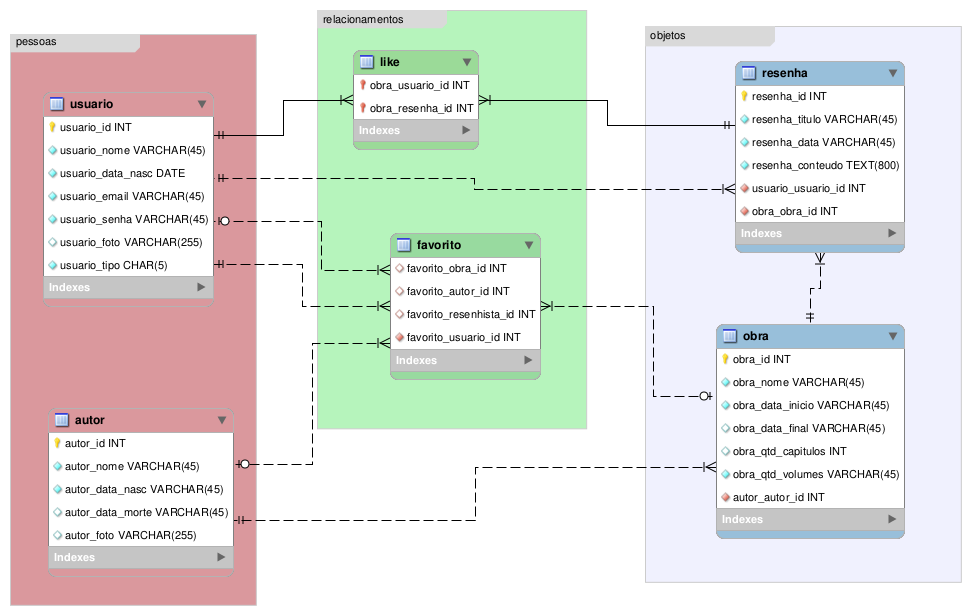 pessoas
usuario
usuario_id INT
usuario_nome VARCHAR(45)
usuario_data_nasc DATE
usuario_email VARCHAR(45)
usuario_senha VARCHAR(45)
usuario_foto VARCHAR(255)
usuario_tipo CHAR(5)
Indexes
autor
autor_id INT
autor_nome VARCHAR(45)
autor_data_nasc VARCHAR(45)
autor_data_morte VARCHAR(45)
autor_foto VARCHAR(255)
Indexes
relacionamentos
like
obra_usuario_id INT
obra_resenha_id INT
Indexes
favorito
favorito_obra_id INT
favorito_autor_id INT
favorito_resenhista_id INT
favorito_usuario_id INT
Indexes
objetos
resenha
resenha_id INT
resenha_titulo VARCHAR(45)
resenha_data VARCHAR(45)
resenha_conteudo TEXT(800)
usuario_usuario_id INT
obra_obra_id INT
Indexes
obra
obra_id INT
obra_nome VARCHAR(45)
obra_data_inicio VARCHAR(45)
obra_data_final VARCHAR(45)
obra_qtd_capitulos INT
obra_qtd_volumes VARCHAR(45)
autor_autor_id INT
Indexes